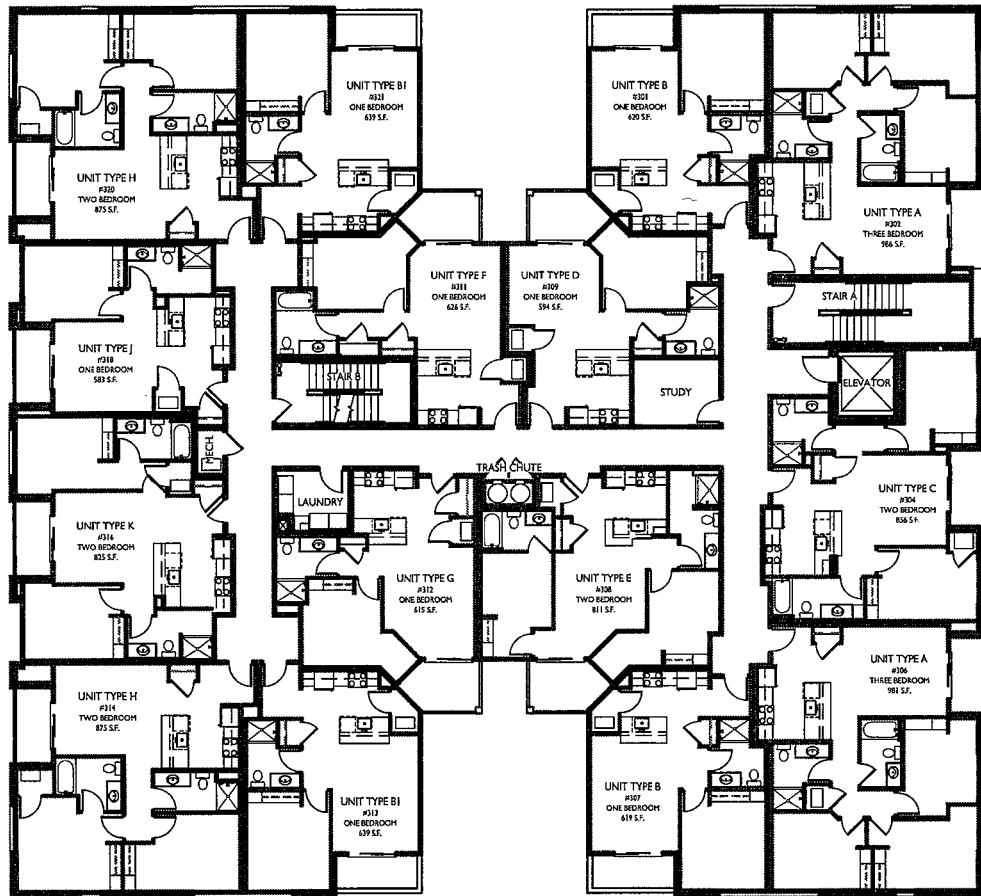 UNIT TYPE B1
#321
ONE BEDROOM
639 S.F.
UNIT TYPE B
#301
ONE BEDROOM
620 S.F.
UNIT TYPE H
#320
TWO BEDROOM
875 S.F.
UNIT TYPE A
#302
THREE BEDROOM
986 S.F.
UNIT TYPE F
#311
ONE BEDROOM
626 S.F.
UNIT TYPE D
#309
ONE BEDROOM
594 S.F.
STAIR A
UNIT TYPE J
#318
ONE BEDROOM
583 S.F.
STAIR B
STUDY
ELEVATOR
MECH.
TRASH CHUTE
LAUNDRY
UNIT TYPE C
#304
TWO BEDROOM
856 S.F.
UNIT TYPE K
#316
TWO BEDROOM
825 S.F.
UNIT TYPE G
#312
ONE BEDROOM
615 S.F.
UNIT TYPE E
#308
TWO BEDROOM
811 S.F.
UNIT TYPE A
#306
THREE BEDROOM
981 S.F.
UNIT TYPE H
#314
TWO BEDROOM
875 S.F.
UNIT TYPE B1
#313
ONE BEDROOM
639 S.F.
UNIT TYPE B
#307
ONE BEDROOM
619 S.F.